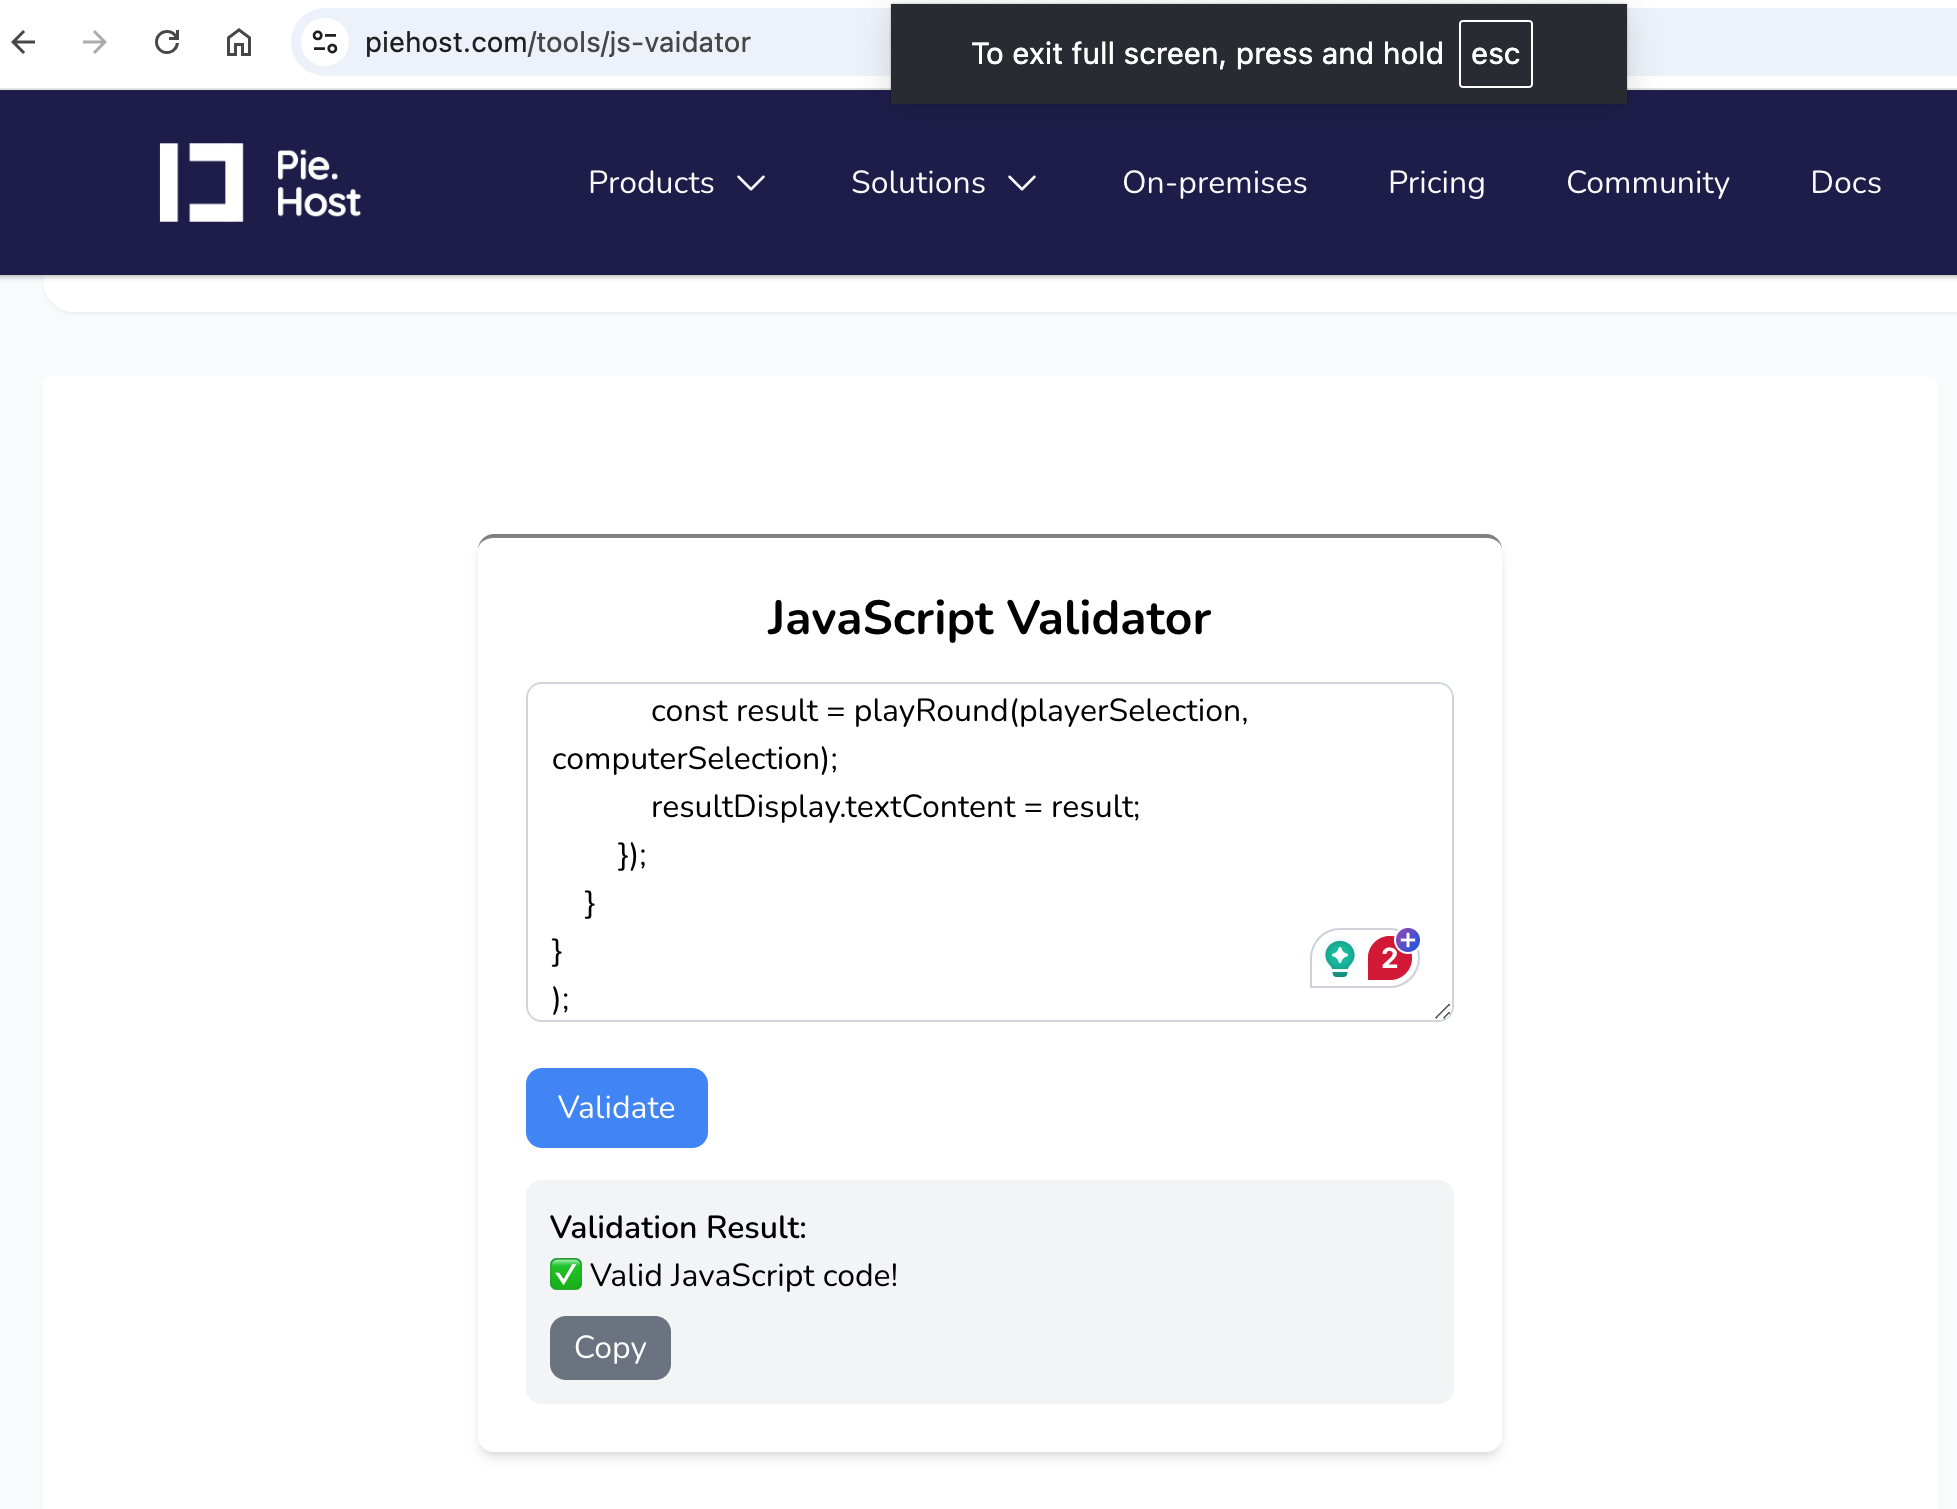 piehost.com/tools/js-vaidator
To exit full screen, press and hold esc
Pie.
Host
Products
Solutions
On-premises
Pricing
Community
Docs
JavaScript Validator
const result = playRound(playerSelection,
computerSelection);
resultDisplay.textContent = result;
});
}
}
);
2
Validate
Validation Result:
✅ Valid JavaScript code!
Copy